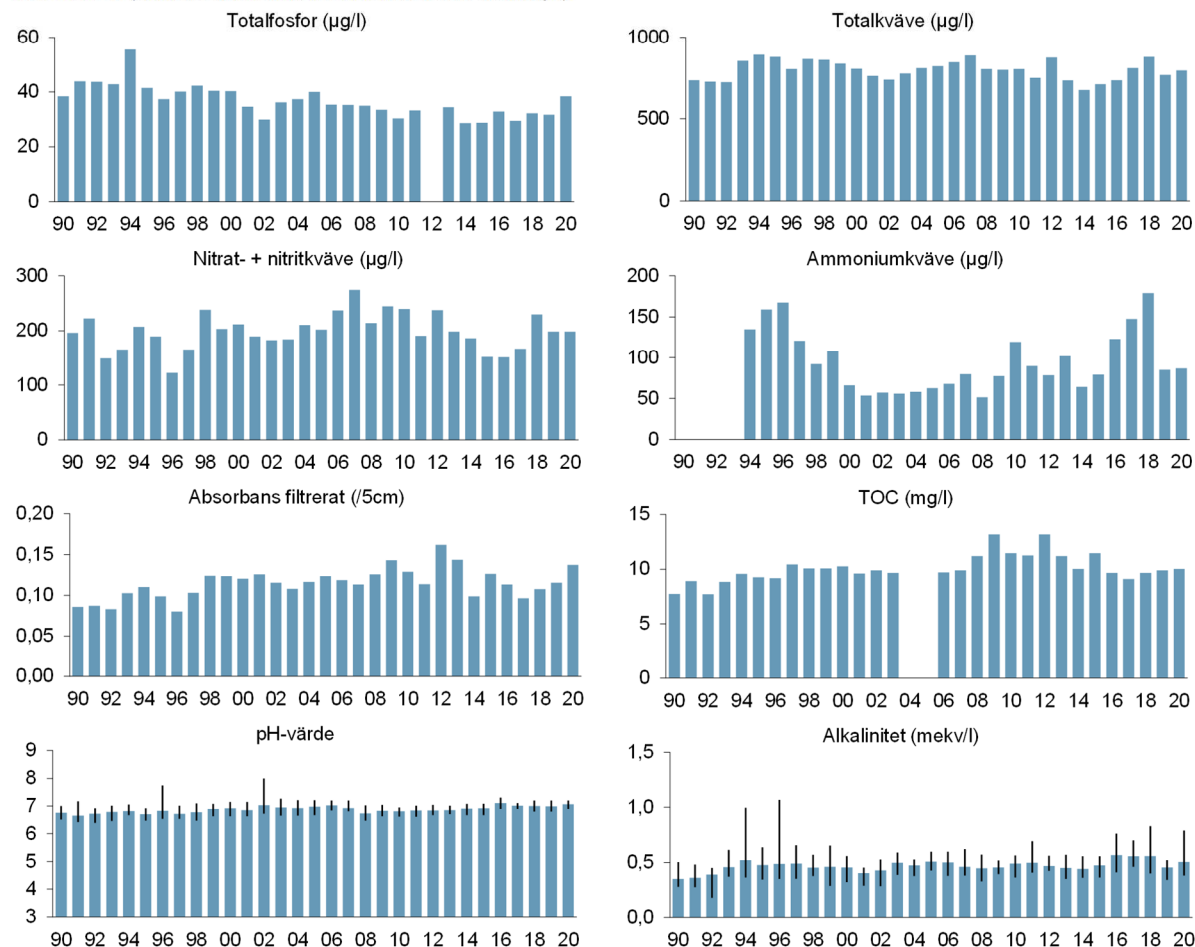 Totalfosfor (µg/l)
60
40
20
0
90 92 94 96 98 00 02 04 06 08 10 12 14 16 18 20
Totalkväve (µg/l)
1000
500
0
90 92 94 96 98 00 02 04 06 08 10 12 14 16 18 20
Nitrat- + nitritkväve (µg/l)
300
200
100
0
90 92 94 96 98 00 02 04 06 08 10 12 14 16 18 20
Ammoniumkväve (µg/l)
200
150
100
50
0
90 92 94 96 98 00 02 04 06 08 10 12 14 16 18 20
Absorbans filtrerat (/5cm)
0,20
0,15
0,10
0,05
0,00
90 92 94 96 98 00 02 04 06 08 10 12 14 16 18 20
TOC (mg/l)
15
10
5
0
90 92 94 96 98 00 02 04 06 08 10 12 14 16 18 20
pH-värde
9
8
7
6
5
4
3
90 92 94 96 98 00 02 04 06 08 10 12 14 16 18 20
Alkalinitet (mekv/l)
1,5
1,0
0,5
0,0
90 92 94 96 98 00 02 04 06 08 10 12 14 16 18 20